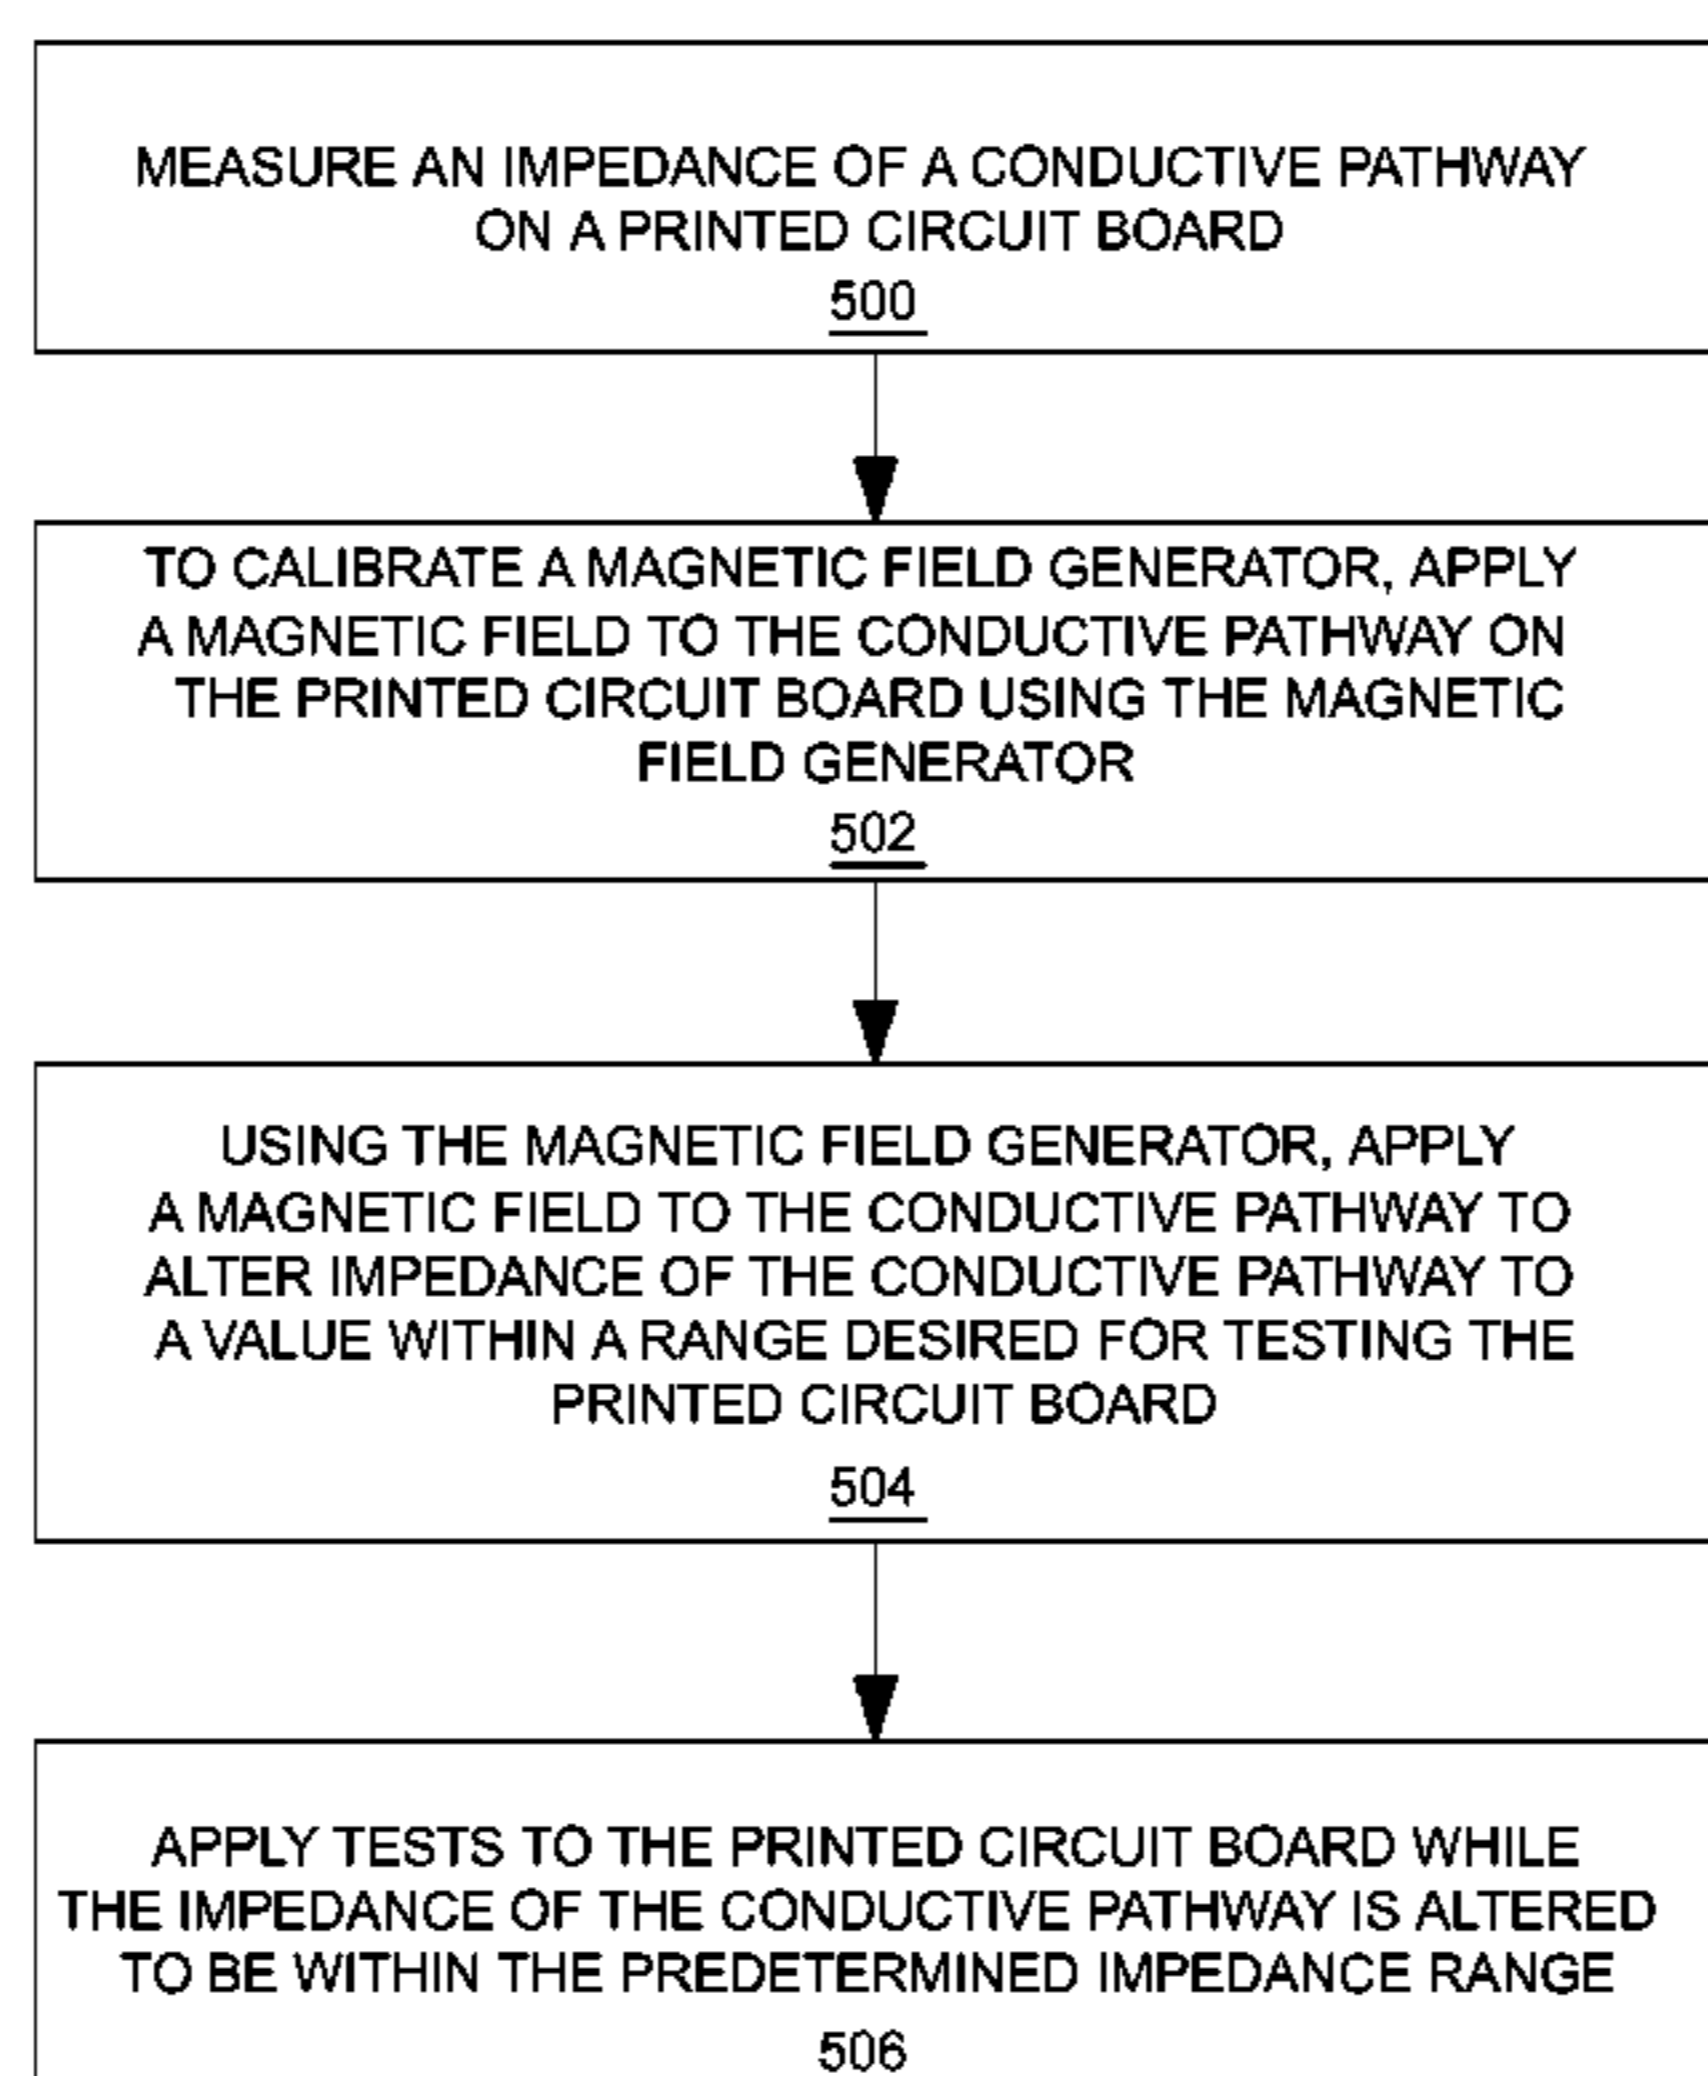 MEASURE AN IMPEDANCE OF A CONDUCTIVE PATHWAY
ON A PRINTED CIRCUIT BOARD
500
TO CALIBRATE A MAGNETIC FIELD GENERATOR, APPLY
A MAGNETIC FIELD TO THE CONDUCTIVE PATHWAY ON
THE PRINTED CIRCUIT BOARD USING THE MAGNETIC
FIELD GENERATOR
502
USING THE MAGNETIC FIELD GENERATOR, APPLY
A MAGNETIC FIELD TO THE CONDUCTIVE PATHWAY TO
ALTER IMPEDANCE OF THE CONDUCTIVE PATHWAY TO
A VALUE WITHIN A RANGE DESIRED FOR TESTING THE
PRINTED CIRCUIT BOARD
504
APPLY TESTS TO THE PRINTED CIRCUIT BOARD WHILE
THE IMPEDANCE OF THE CONDUCTIVE PATHWAY IS ALTERED
TO BE WITHIN THE PREDETERMINED IMPEDANCE RANGE
506